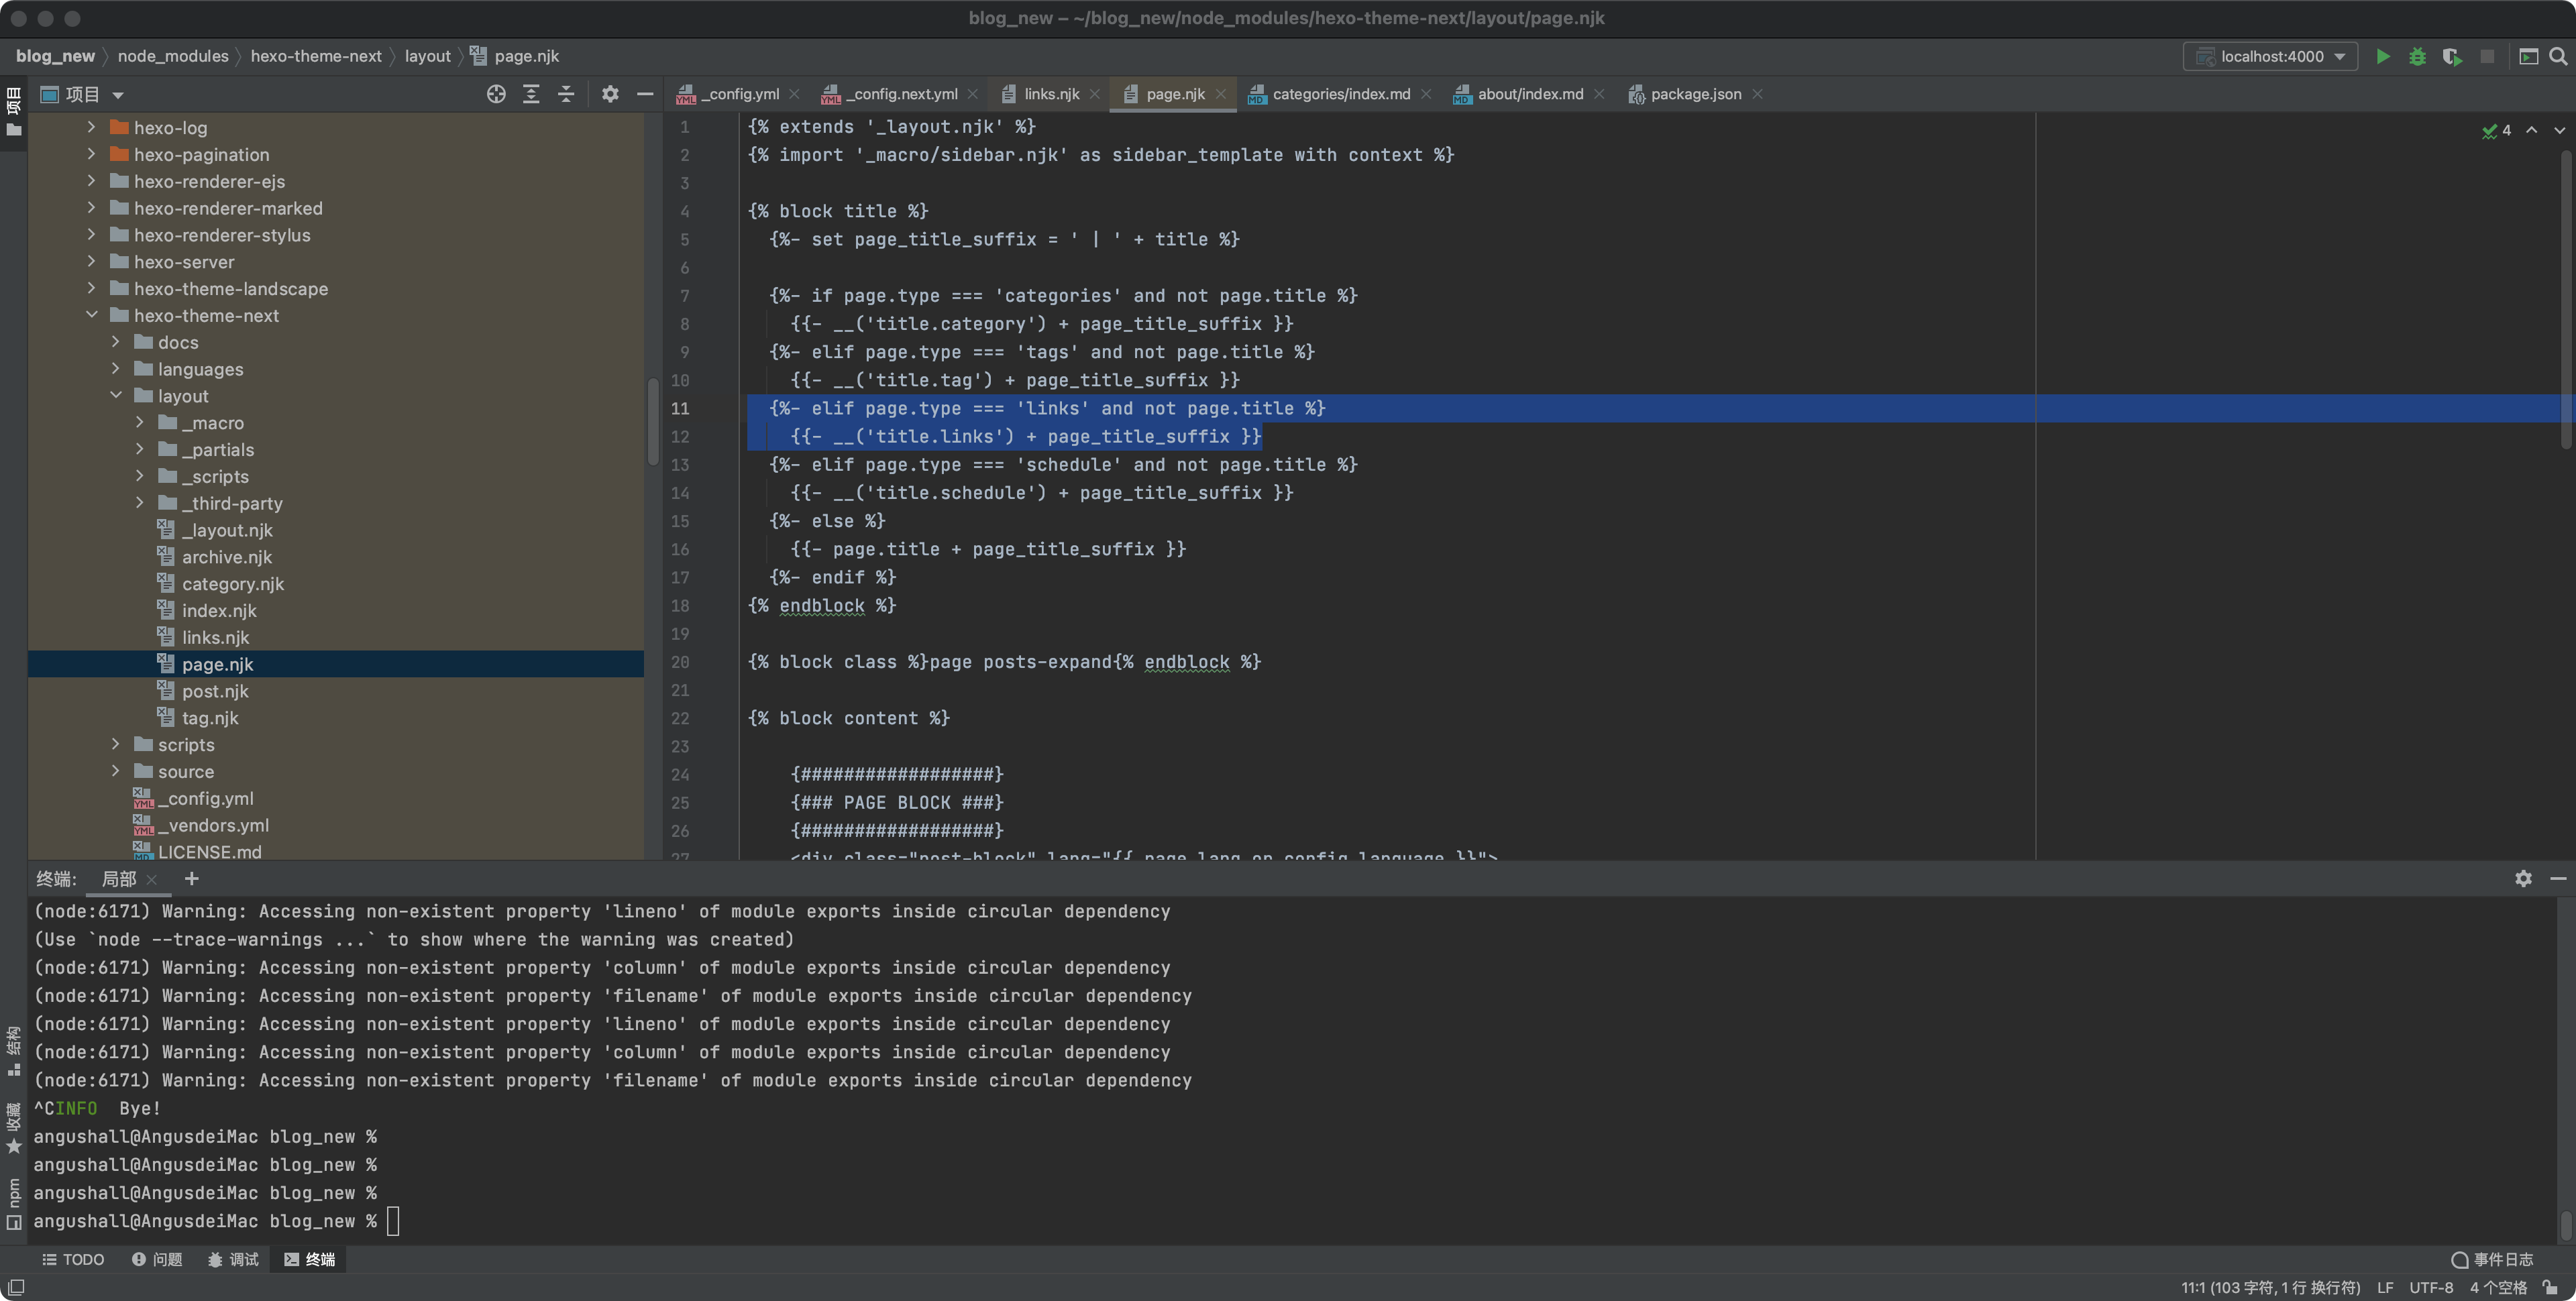 blog_new – ~/blog_new/node_modules/hexo-theme-next/layout/page.njk
blog_new node_modules hexo-theme-next layout page.njk
localhost:4000
项目
项目
_config.yml
_config.next.yml
links.njk
page.njk
categories/index.md
about/index.md
package.json
hexo-log
hexo-pagination
hexo-renderer-ejs
hexo-renderer-marked
hexo-renderer-stylus
hexo-server
hexo-theme-landscape
hexo-theme-next
docs
languages
layout
_macro
_partials
_scripts
_third-party
_layout.njk
archive.njk
category.njk
index.njk
links.njk
page.njk
post.njk
tag.njk
scripts
source
_config.yml
_vendors.yml
LICENSE.md
4
1 {% extends '_layout.njk' %}
2 {% import '_macro/sidebar.njk' as sidebar_template with context %}
3
4 {% block title %}
5 {%- set page_title_suffix = ' | ' + title %}
6
7 {%- if page.type === 'categories' and not page.title %}
8 {{- __('title.category') + page_title_suffix }}
9 {%- elif page.type === 'tags' and not page.title %}
10 {{- __('title.tag') + page_title_suffix }}
11 {%- elif page.type === 'links' and not page.title %}
12 {{- __('title.links') + page_title_suffix }}
13 {%- elif page.type === 'schedule' and not page.title %}
14 {{- __('title.schedule') + page_title_suffix }}
15 {%- else %}
16 {{- page.title + page_title_suffix }}
17 {%- endif %}
18 {% endblock %}
19
20 {% block class %}page posts-expand{% endblock %}
21
22 {% block content %}
23
24 {##################}
25 {### PAGE BLOCK ###}
26 {##################}
27 <div class="post-block" lang="{{ page.lang or config.language }}">
终端: 局部
(node:6171) Warning: Accessing non-existent property 'lineno' of module exports inside circular dependency
(Use `node --trace-warnings ...` to show where the warning was created)
(node:6171) Warning: Accessing non-existent property 'column' of module exports inside circular dependency
(node:6171) Warning: Accessing non-existent property 'filename' of module exports inside circular dependency
(node:6171) Warning: Accessing non-existent property 'lineno' of module exports inside circular dependency
(node:6171) Warning: Accessing non-existent property 'column' of module exports inside circular dependency
(node:6171) Warning: Accessing non-existent property 'filename' of module exports inside circular dependency
^CINFO  Bye!
angushall@AngusdeiMac blog_new %
angushall@AngusdeiMac blog_new %
angushall@AngusdeiMac blog_new %
angushall@AngusdeiMac blog_new %
结构
收藏
npm
TODO 问题 调试 终端
事件日志
11:1 (103 字符, 1 行 换行符) LF UTF-8 4 个空格